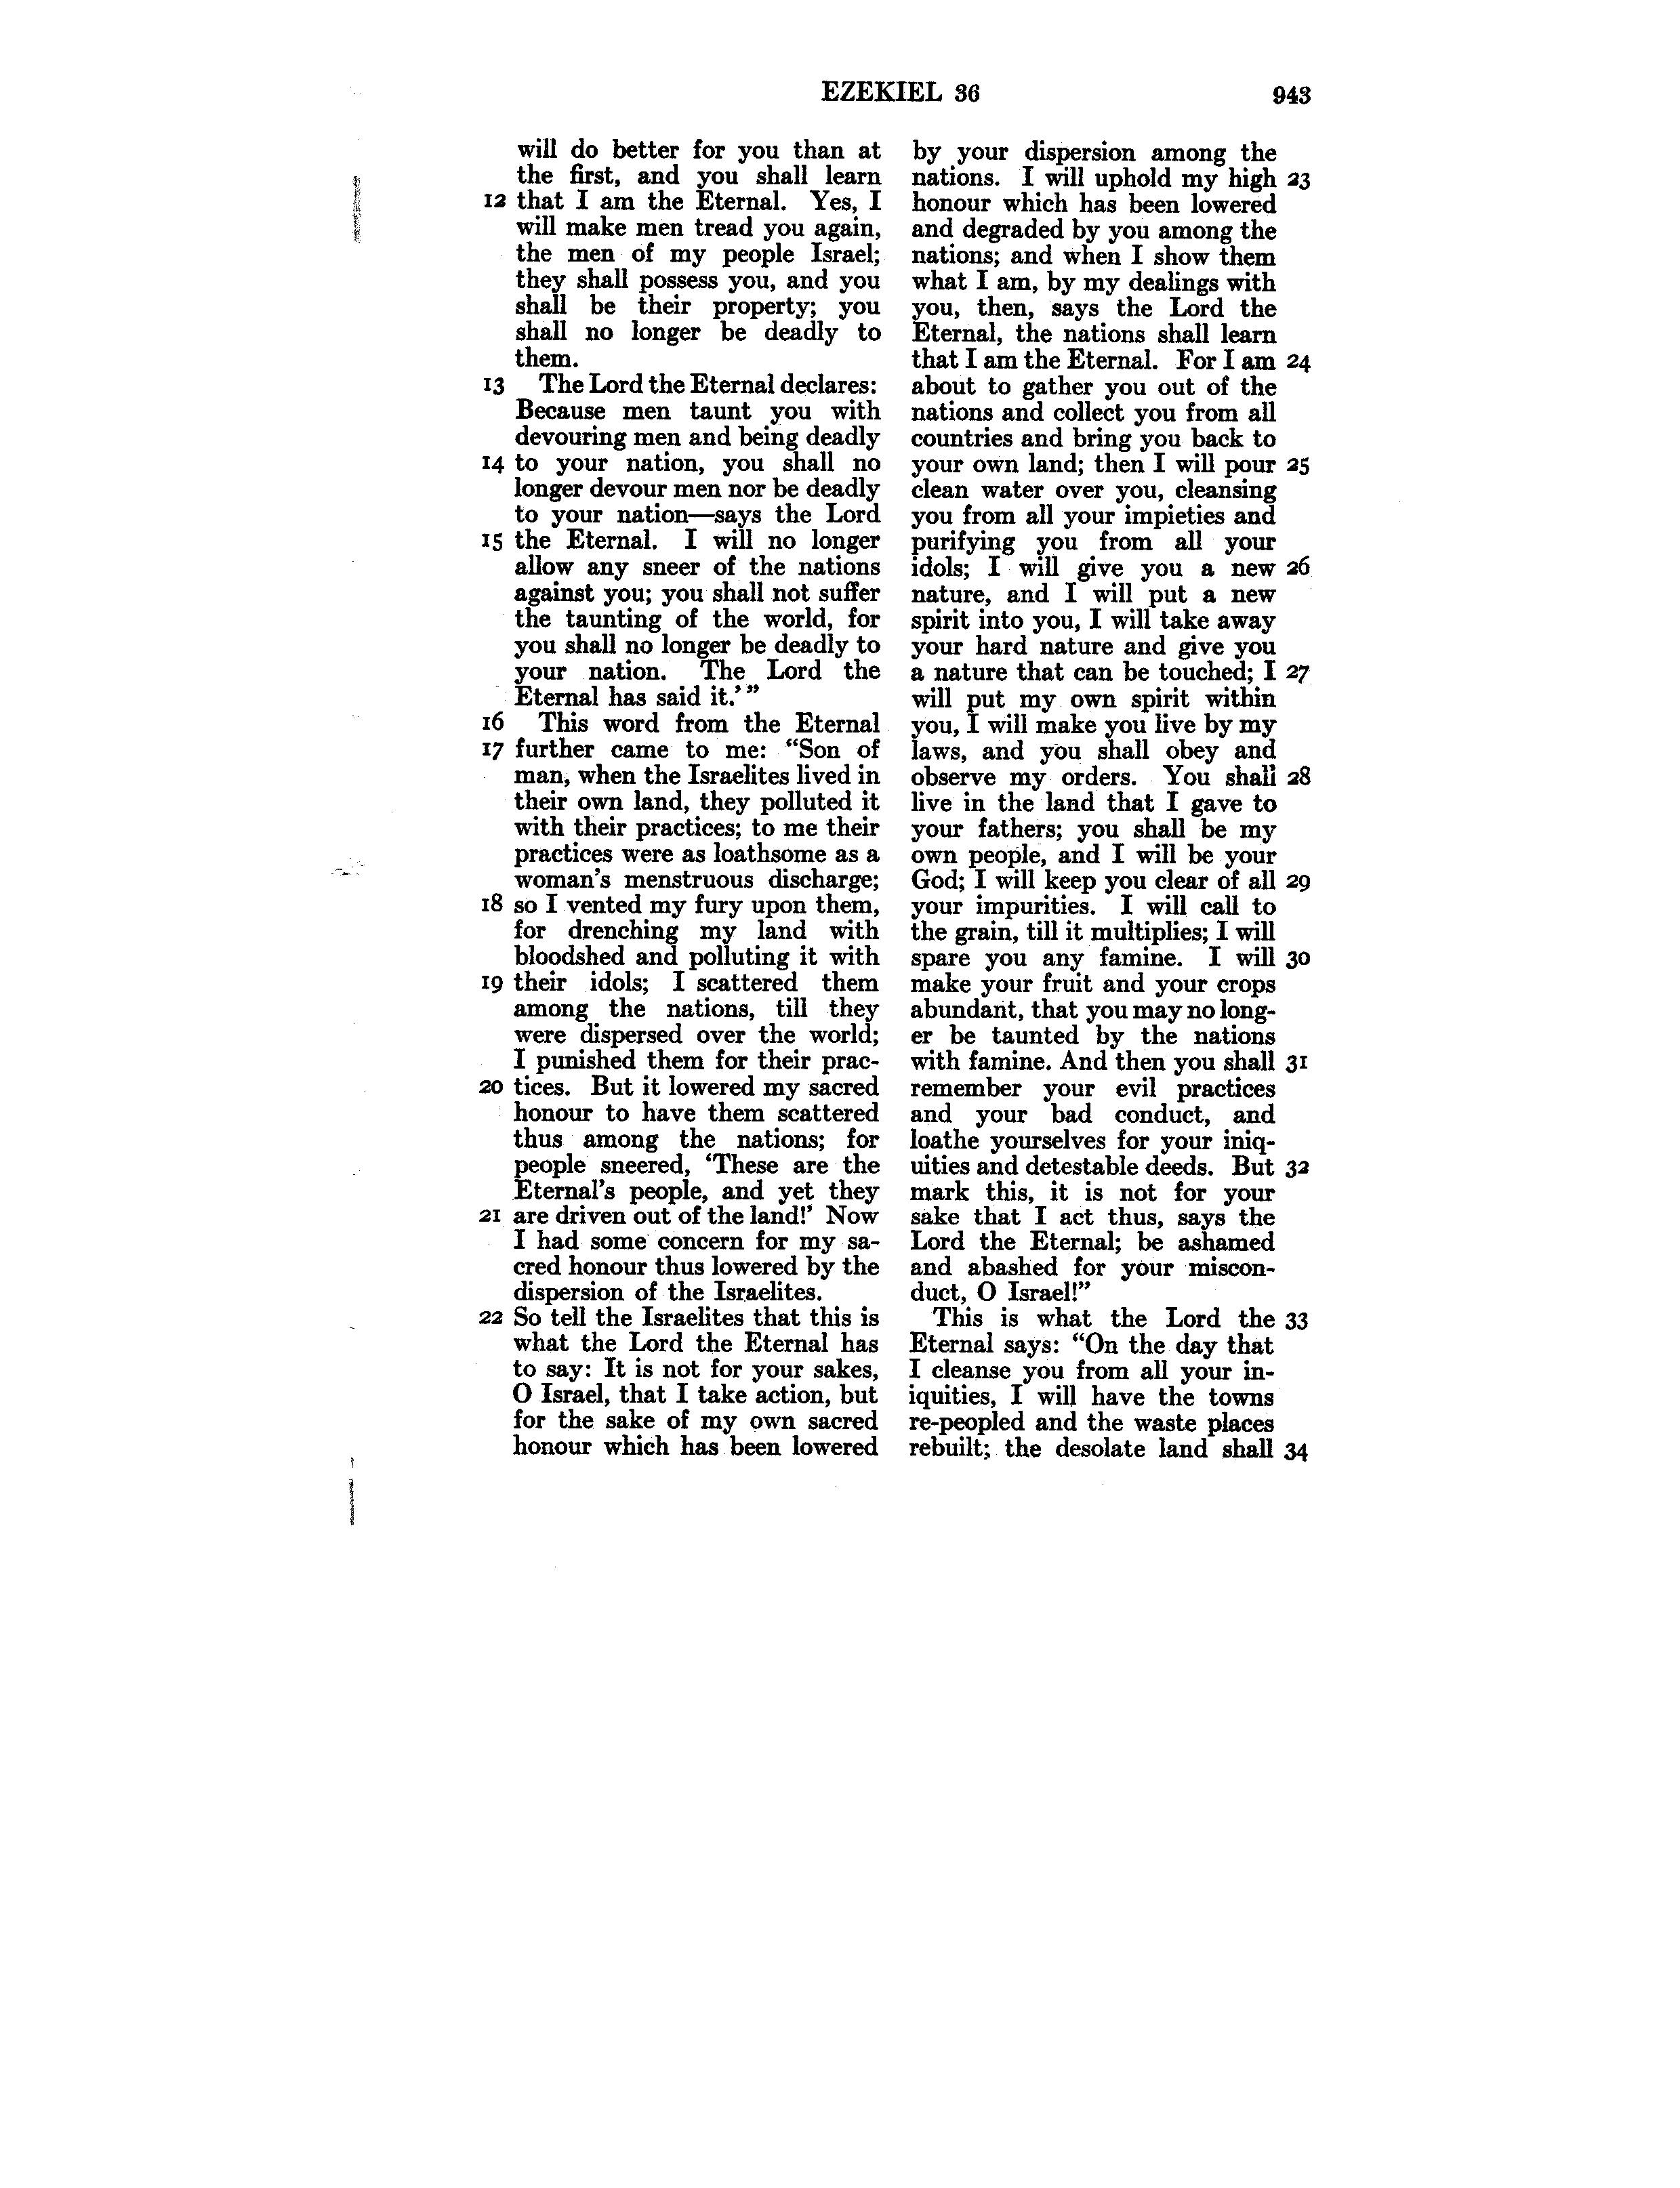 EZEKIEL 36 943
will do better for you than at
the first, and you shall learn
12 that I am the Eternal. Yes, I
will make men tread you again,
the men of my people Israel;
they shall possess you, and you
shall be their property; you
shall no longer be deadly to
them.
13 The Lord the Eternal declares:
Because men taunt you with
devouring men and being deadly
14 to your nation, you shall no
longer devour men nor be deadly
to your nation—says the Lord
15 the Eternal. I will no longer
allow any sneer of the nations
against you; you shall not suffer
the taunting of the world, for
you shall no longer be deadly to
your nation. The Lord the
Eternal has said it.’”
16 This word from the Eternal
17 further came to me: “Son of
man, when the Israelites lived in
their own land, they polluted it
with their practices; to me their
practices were as loathsome as a
woman’s menstruous discharge;
18 so I vented my fury upon them,
for drenching my land with
bloodshed and polluting it with
19 their idols; I scattered them
among the nations, till they
were dispersed over the world;
I punished them for their prac-
20 tices. But it lowered my sacred
honour to have them scattered
thus among the nations; for
people sneered, ‘These are the
Eternal’s people, and yet they
21 are driven out of the land!’ Now
I had some concern for my sa-
cred honour thus lowered by the
dispersion of the Israelites.
22 So tell the Israelites that this is
what the Lord the Eternal has
to say: It is not for your sakes,
O Israel, that I take action, but
for the sake of my own sacred
honour which has been lowered
by your dispersion among the
nations. I will uphold my high 23
honour which has been lowered
and degraded by you among the
nations; and when I show them
what I am, by my dealings with
you, then, says the Lord the
Eternal, the nations shall learn
that I am the Eternal. For I am 24
about to gather you out of the
nations and collect you from all
countries and bring you back to
your own land; then I will pour 25
clean water over you, cleansing
you from all your impieties and
purifying you from all your
idols; I will give you a new 26
nature, and I will put a new
spirit into you, I will take away
your hard nature and give you
a nature that can be touched; I 27
will put my own spirit within
you, I will make you live by my
laws, and you shall obey and
observe my orders. You shall 28
live in the land that I gave to
your fathers; you shall be my
own people, and I will be your
God; I will keep you clear of all 29
your impurities. I will call to
the grain, till it multiplies; I will
spare you any famine. I will 30
make your fruit and your crops
abundant, that you may no long-
er be taunted by the nations
with famine. And then you shall 31
remember your evil practices
and your bad conduct, and
loathe yourselves for your iniq-
uities and detestable deeds. But 32
mark this, it is not for your
sake that I act thus, says the
Lord the Eternal; be ashamed
and abashed for your miscon-
duct, O Israel!”
This is what the Lord the 33
Eternal says: “On the day that
I cleanse you from all your in-
iquities, I will have the towns
re-peopled and the waste places
rebuilt; the desolate land shall 34